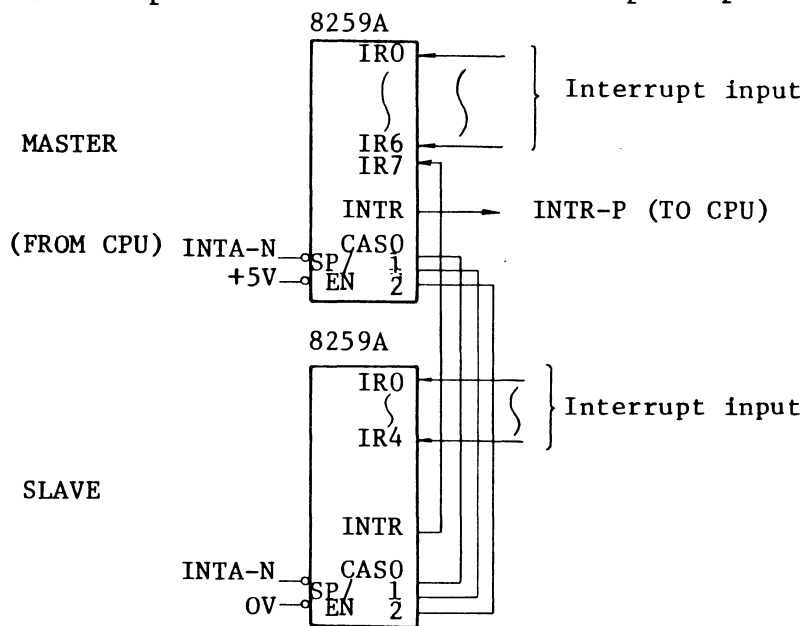 8259A
IR0
Interrupt input
MASTER
IR6
IR7
INTR
INTR-P (TO CPU)
(FROM CPU) INTA-N
CAS0
SP/
1
+5V
EN
2
8259A
IR0
Interrupt input
IR4
SLAVE
INTR
INTA-N
CAS0
SP/
1
0V
EN
2